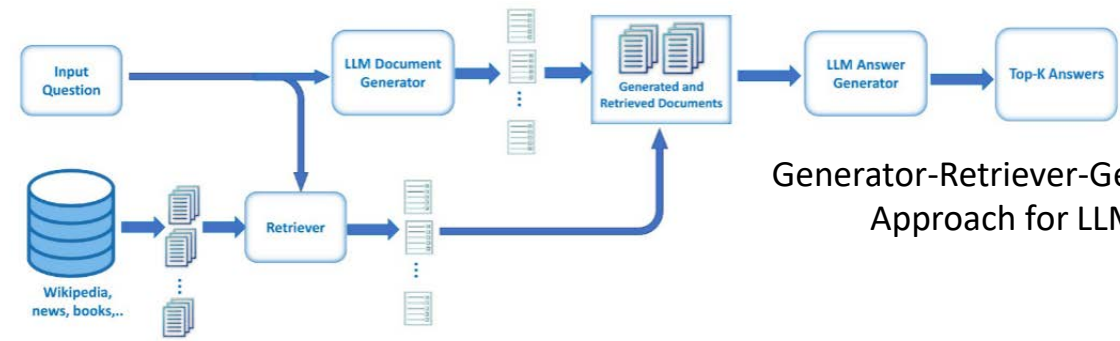 Input
Question
LLM Document
Generator
Generated and
Retrieved Documents
LLM Answer
Generator
Top-K Answers
Retriever
Wikipedia,
news, books,..
Generator-Retriever-Ge
Approach for LLM